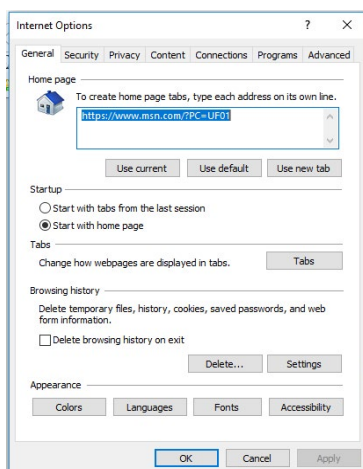 Internet Options
General Security Privacy Content Connections Programs Advanced
Home page
To create home page tabs, type each address on its own line.
https://www.msn.com/?PC=UF01
Use current Use default Use new tab
Startup
Start with tabs from the last session
Start with home page
Tabs
Change how webpages are displayed in tabs. Tabs
Browsing history
Delete temporary files, history, cookies, saved passwords, and web
form information.
Delete browsing history on exit
Delete... Settings
Appearance
Colors Languages Fonts Accessibility
OK Cancel Apply